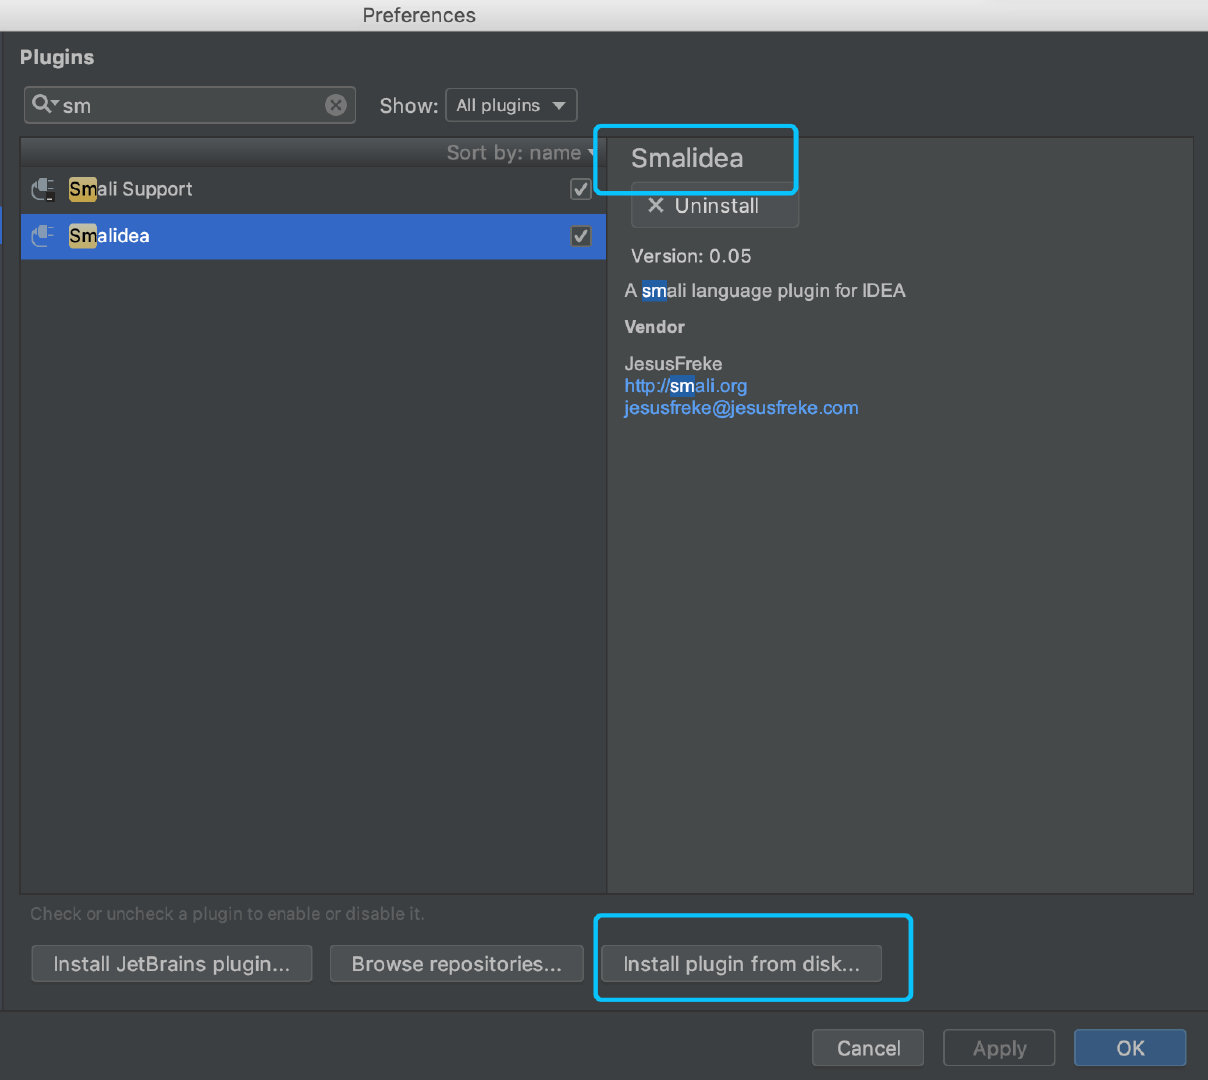 Preferences
Plugins
sm
Show: All plugins
Sort by: name
Smali Support
Smalidea
Smalidea
Uninstall
Version: 0.05
A smali language plugin for IDEA
Vendor
JesusFreke
http://smali.org
jesusfreke@jesusfreke.com
Check or uncheck a plugin to enable or disable it.
Install JetBrains plugin...
Browse repositories...
Install plugin from disk...
Cancel
Apply
OK